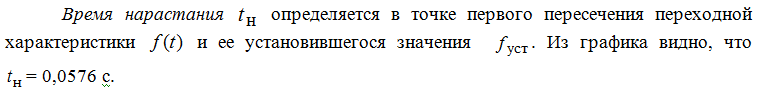 Время нарастания tн определяется в точке первого пересечения переходной
характеристики f(t) и ее установившегося значения fуст. Из графика видно, что
tн = 0,0576 с.